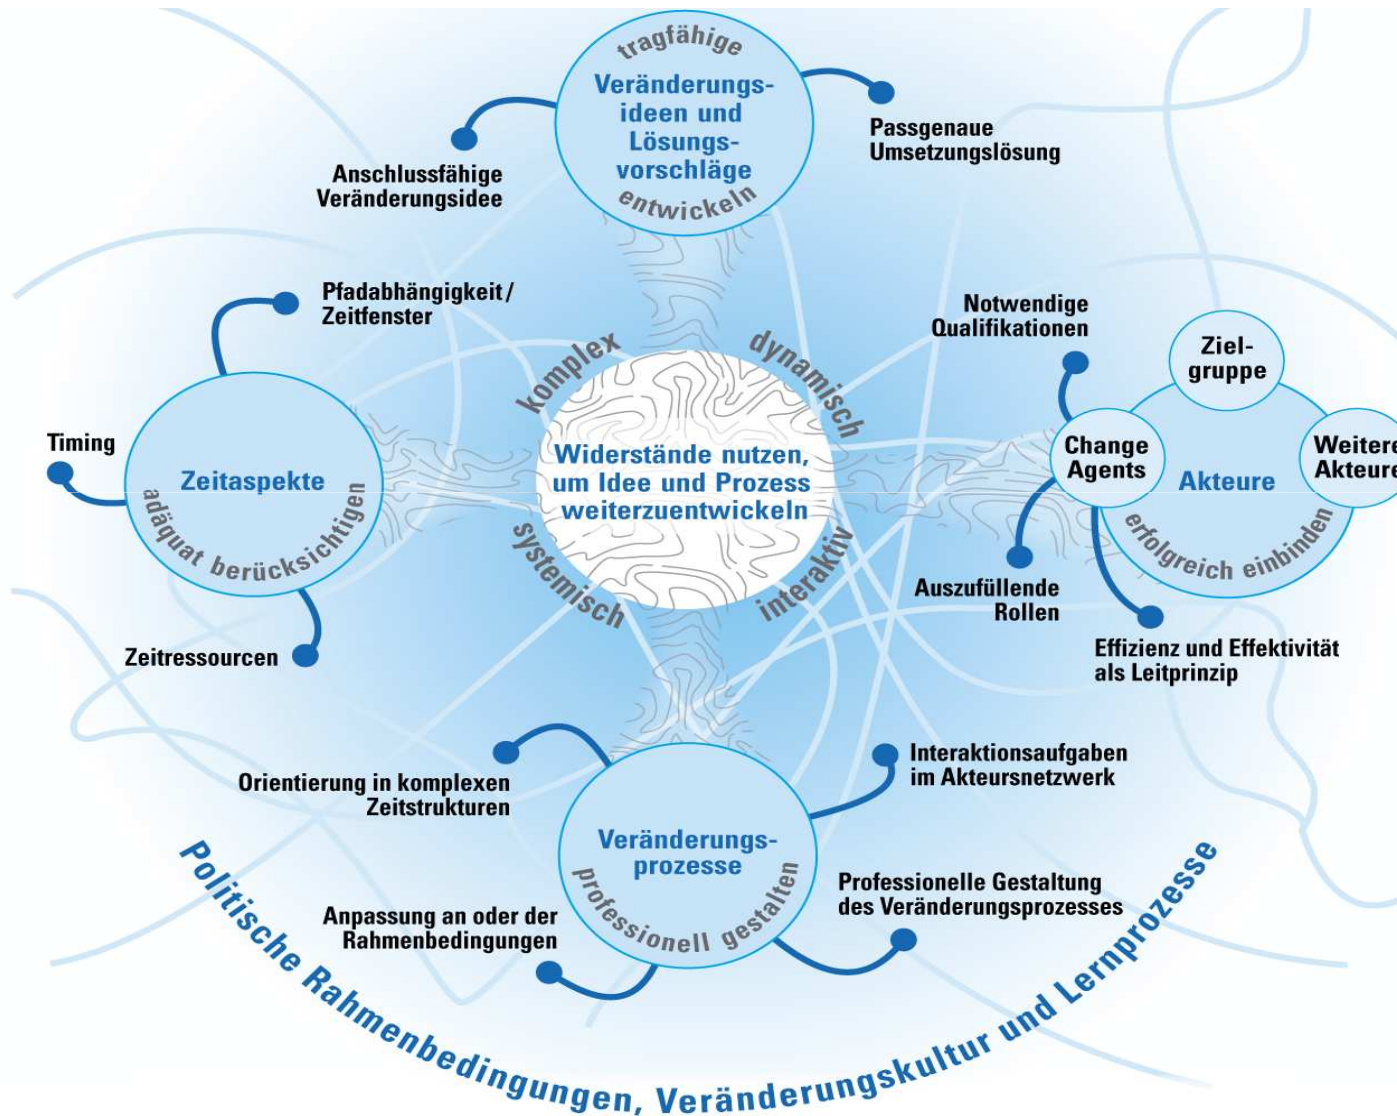 tragfähige
Veränderungs-
ideen und
Lösungs-
vorschläge
entwickeln
Anschlussfähige
Veränderungsidee
Passgenaue
Umsetzungslösung
Pfadabhängigkeit/
Zeitfenster
Timing
Zeitaspekte
adäquat berücksichtigen
Zeitressourcen
komplex
dynamisch
Widerstände nutzen,
um Idee und Prozess
weiterzuentwickeln
systemisch
interaktiv
Notwendige
Qualifikationen
Ziel-
gruppe
Change
Agents
Akteure
Weitere
Akteure
erfolgreich einbinden
Auszufüllende
Rollen
Effizienz und Effektivität
als Leitprinzip
Orientierung in komplexen
Zeitstrukturen
Interaktionsaufgaben
im Akteursnetzwerk
Veränderungs-
prozesse
professionell gestalten
Anpassung an oder der
Rahmenbedingungen
Professionelle Gestaltung
des Veränderungsprozesses
Politische Rahmenbedingungen, Veränderungskultur und Lernprozesse